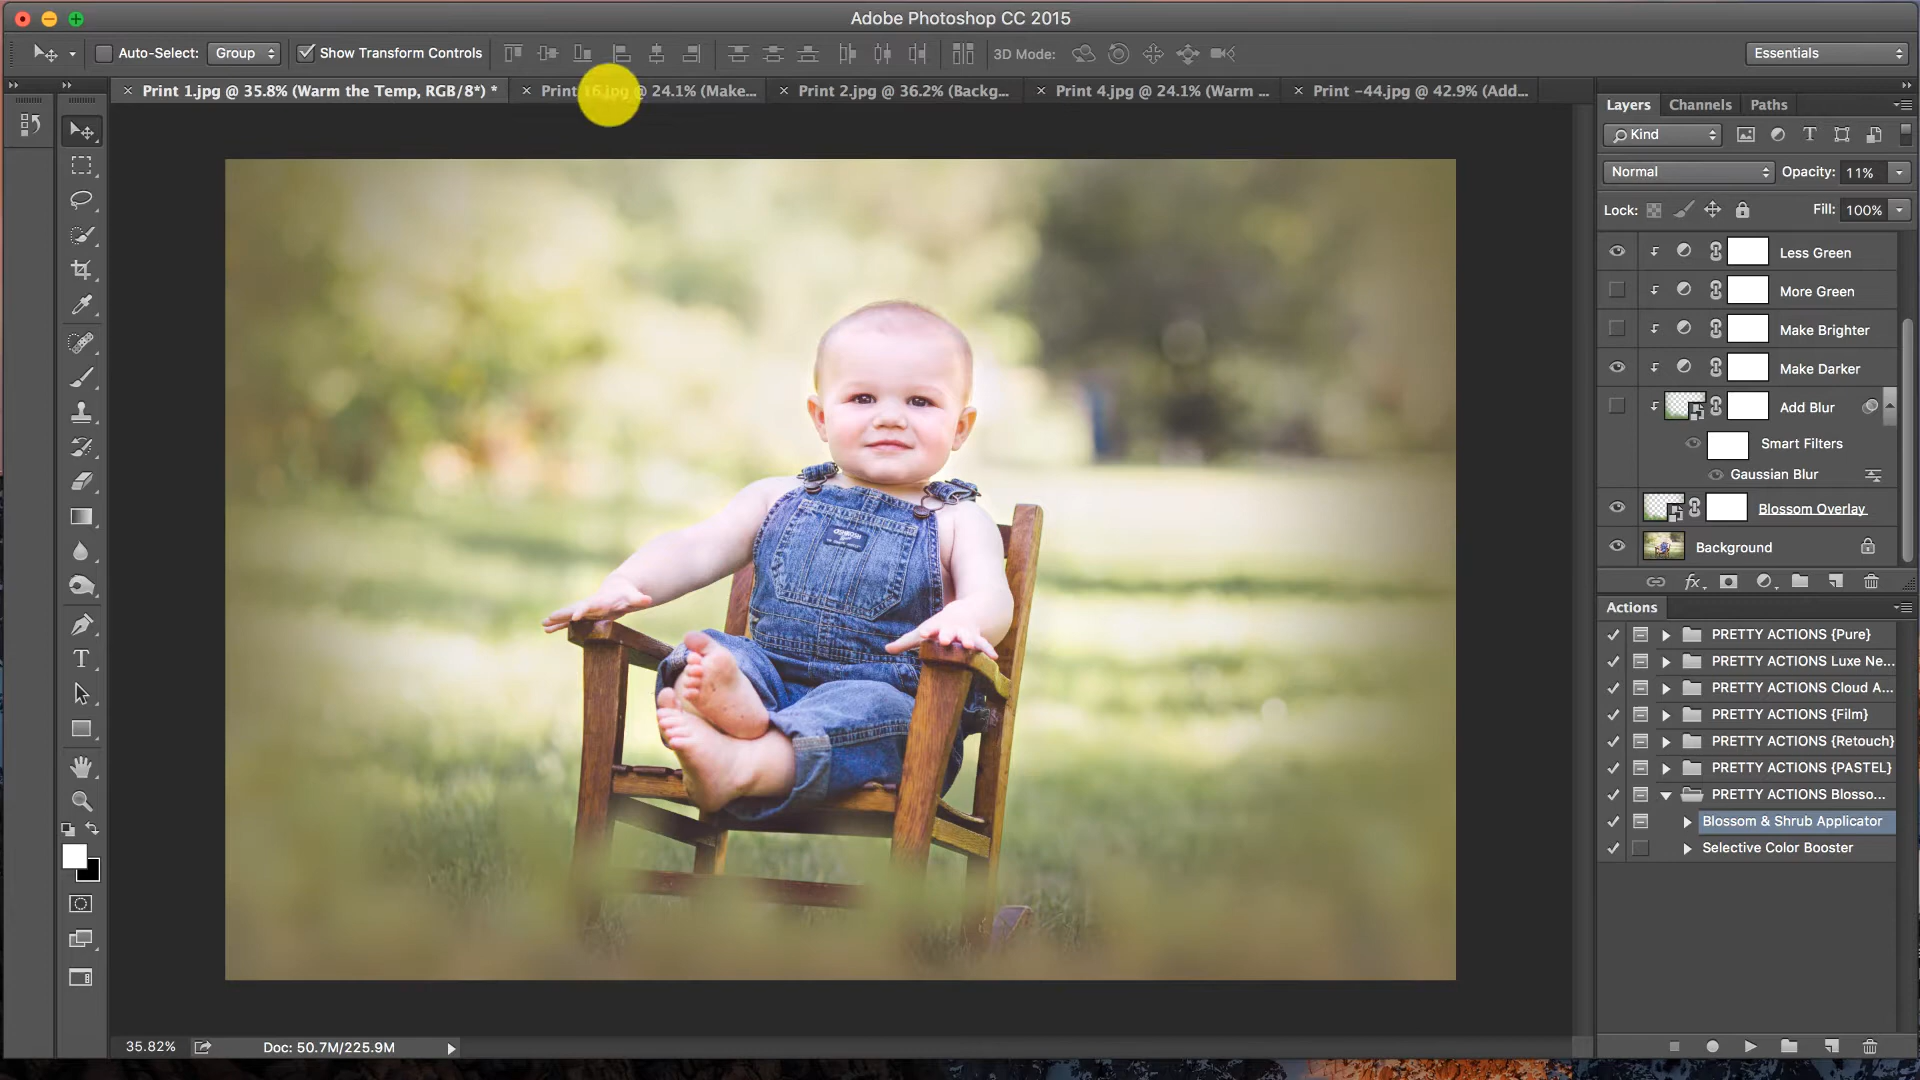 Adobe Photoshop CC 2015
Auto-Select: Group Show Transform Controls 3D Mode: Essentials
Print 1.jpg @ 35.8% (Warm the Temp, RGB/8*) * Print 16.jpg @ 24.1% (Make... Print 2.jpg @ 36.2% (Backg... Print 4.jpg @ 24.1% (Warm ... Print -44.jpg @ 42.9% (Add...
Layers Channels Paths
Kind
Normal Opacity: 11%
Lock: Fill: 100%
Less Green
More Green
Make Brighter
Make Darker
Add Blur
Smart Filters
Gaussian Blur
Blossom Overlay
Background
Actions
PRETTY ACTIONS {Pure}
PRETTY ACTIONS Luxe Ne...
PRETTY ACTIONS Cloud A...
PRETTY ACTIONS {Film}
PRETTY ACTIONS {Retouch}
PRETTY ACTIONS {PASTEL}
PRETTY ACTIONS Blosso...
Blossom & Shrub Applicator
Selective Color Booster
35.82% Doc: 50.7M/225.9M